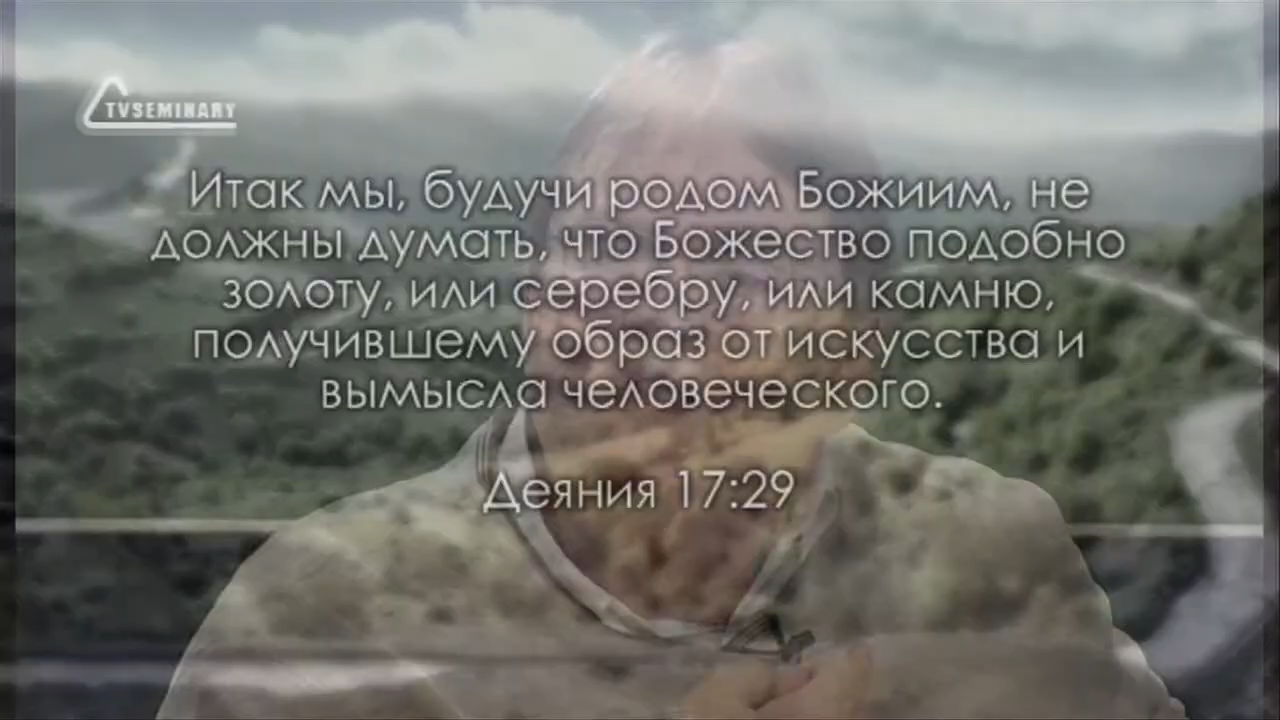 TVSEMINARY
Итак мы, будучи родом Божиим, не
должны думать, что Божество подобно
золоту, или серебру, или камню,
получившему образ от искусства и
вымысла человеческого.
Деяния 17:29